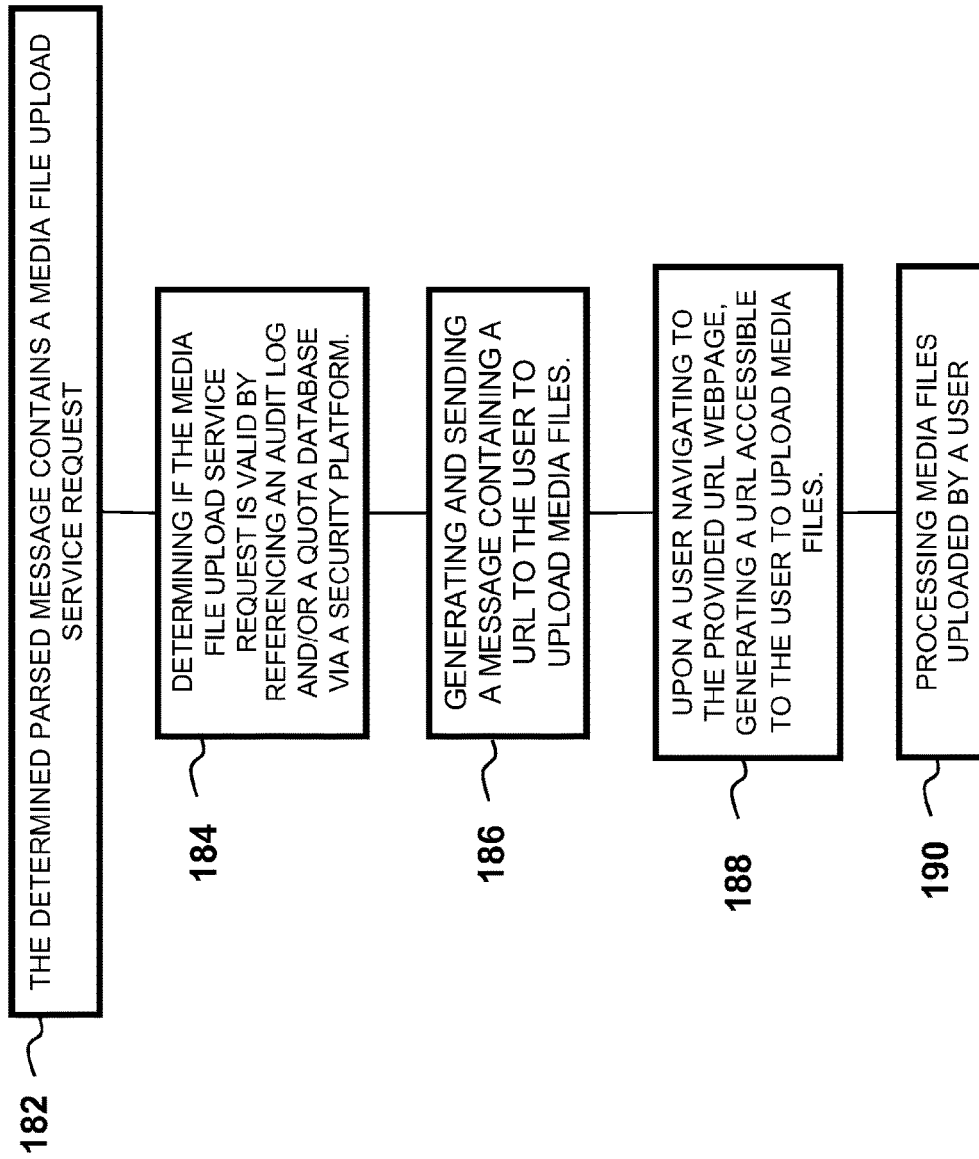 182
THE DETERMINED PARSED MESSAGE CONTAINS A MEDIA FILE UPLOAD
SERVICE REQUEST
184
DETERMINING IF THE MEDIA
FILE UPLOAD SERVICE
REQUEST IS VALID BY
REFERENCING AN AUDIT LOG
AND/OR A QUOTA DATABASE
VIA A SECURITY PLATFORM.
186
GENERATING AND SENDING
A MESSAGE CONTAINING A
URL TO THE USER TO
UPLOAD MEDIA FILES.
188
UPON A USER NAVIGATING TO
THE PROVIDED URL WEBPAGE,
GENERATING A URL ACCESSIBLE
TO THE USER TO UPLOAD MEDIA
FILES.
190
PROCESSING MEDIA FILES
UPLOADED BY A USER